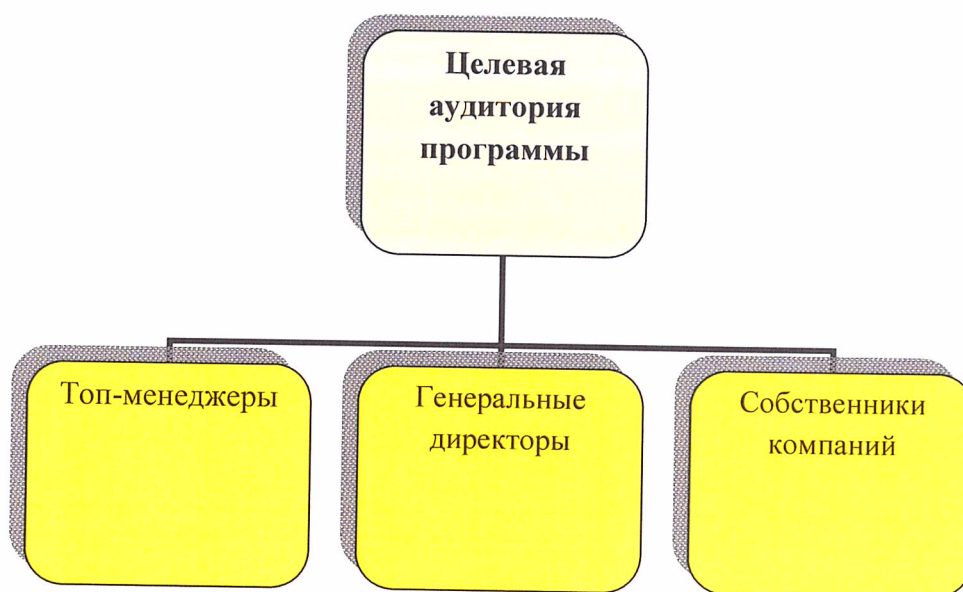 Целевая
аудитория
программы
Топ-менеджеры
Генеральные
директоры
Собственники
компаний